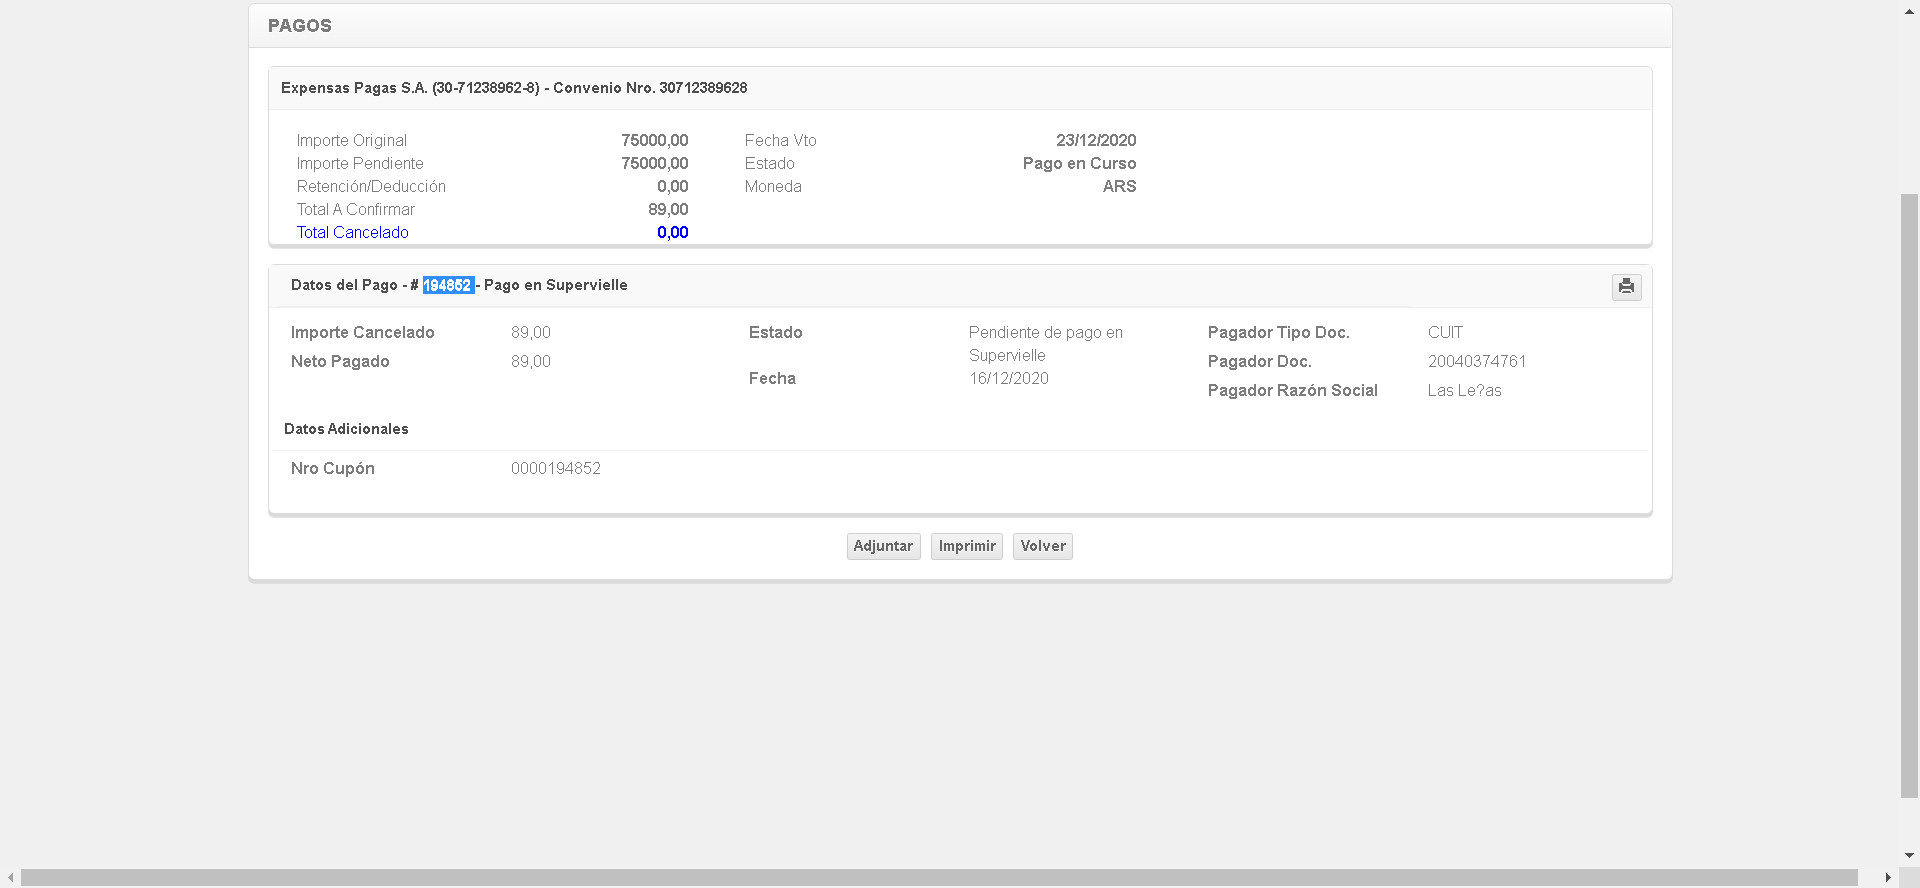 PAGOS
Expensas Pagas S.A. (30-71238962-8) - Convenio Nro. 30712389628
Importe Original 75000,00 Fecha Vto 23/12/2020
Importe Pendiente 75000,00 Estado Pago en Curso
Retención/Deducción 0,00 Moneda ARS
Total A Confirmar 89,00
Total Cancelado 0,00
Datos del Pago - # 194852 - Pago en Supervielle
Importe Cancelado 89,00 Estado Pendiente de pago en Pagador Tipo Doc. CUIT
Supervielle
Neto Pagado 89,00 Pagador Doc. 20040374761
Fecha 16/12/2020
Pagador Razón Social Las Le?as
Datos Adicionales
Nro Cupón 0000194852
Adjuntar Imprimir Volver